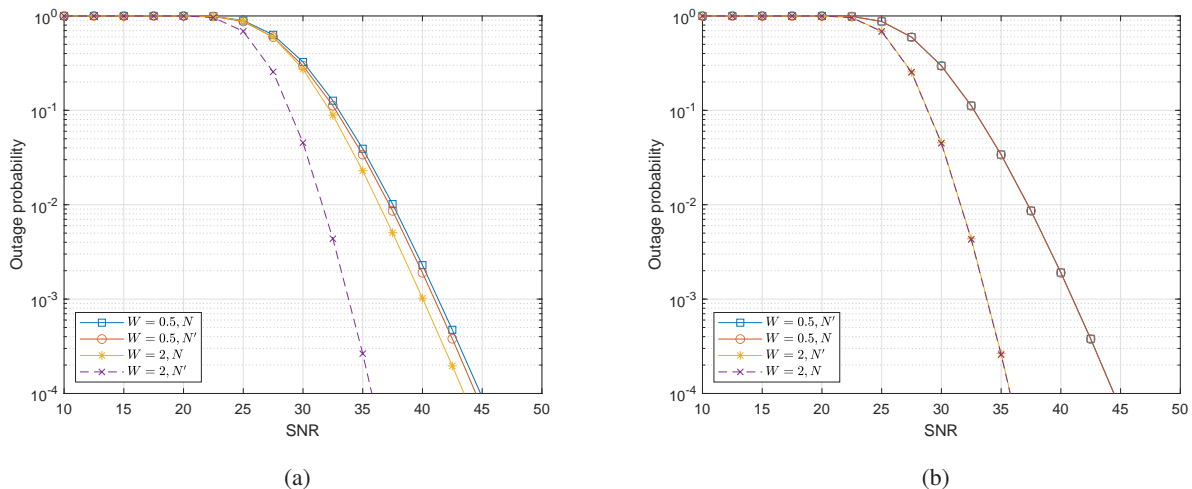 10^0
10^-1
10^-2
10^-3
10^-4
Outage probability
W = 0.5, N
W = 0.5, N′
W = 2, N
W = 2, N′
10 15 20 25 30 35 40 45 50
SNR
(a)
10^0
10^-1
10^-2
10^-3
10^-4
Outage probability
W = 0.5, N′
W = 0.5, N
W = 2, N′
W = 2, N
10 15 20 25 30 35 40 45 50
SNR
(b)